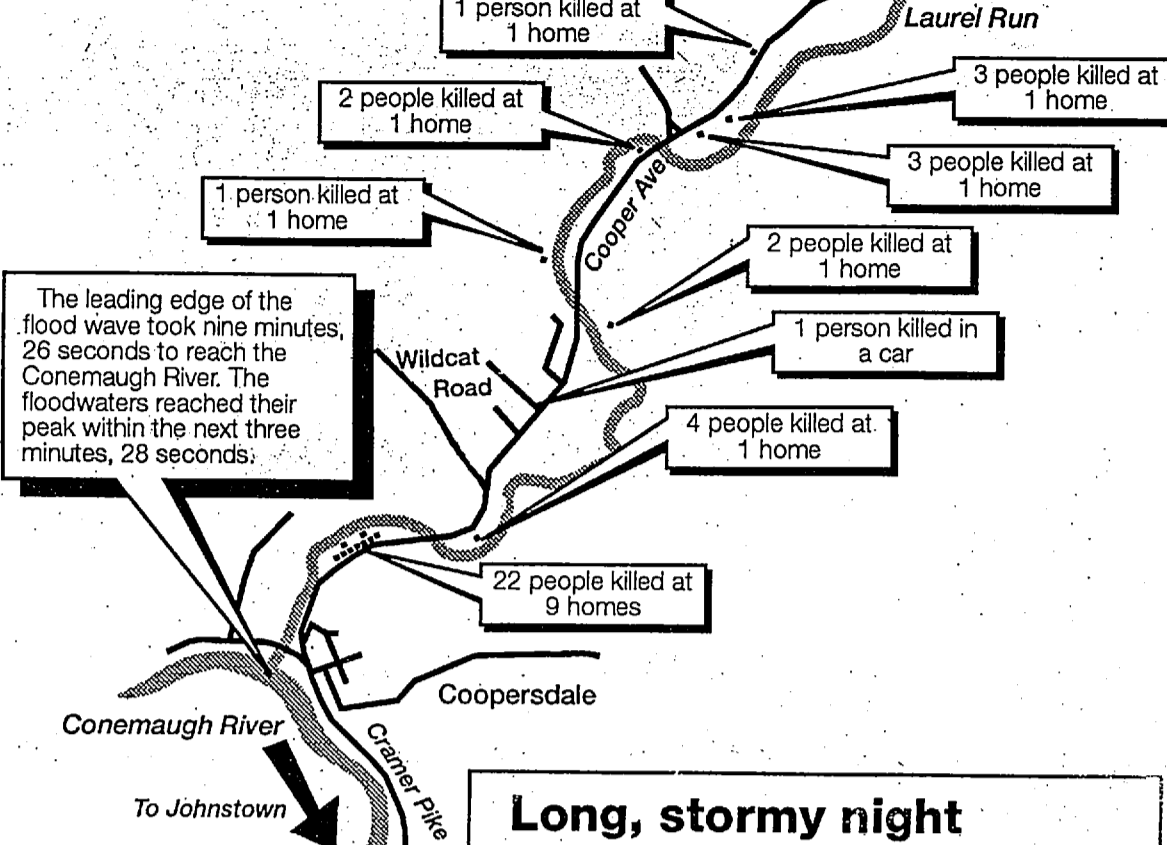 1 person killed at
1 home
Laurel Run
3 people killed at
1 home
2 people killed at
1 home
3 people killed at
1 home
1 person killed at
1 home
Cooper Ave
2 people killed at
1 home
The leading edge of the
flood wave took nine minutes,
26 seconds to reach the
Conemaugh River. The
floodwaters reached their
peak within the next three
minutes, 28 seconds.
1 person killed in
a car
Wildcat
Road
4 people killed at
1 home
22 people killed at
9 homes
Coopersdale
Conemaugh River
Cramer Pike
To Johnstown
Long, stormy night